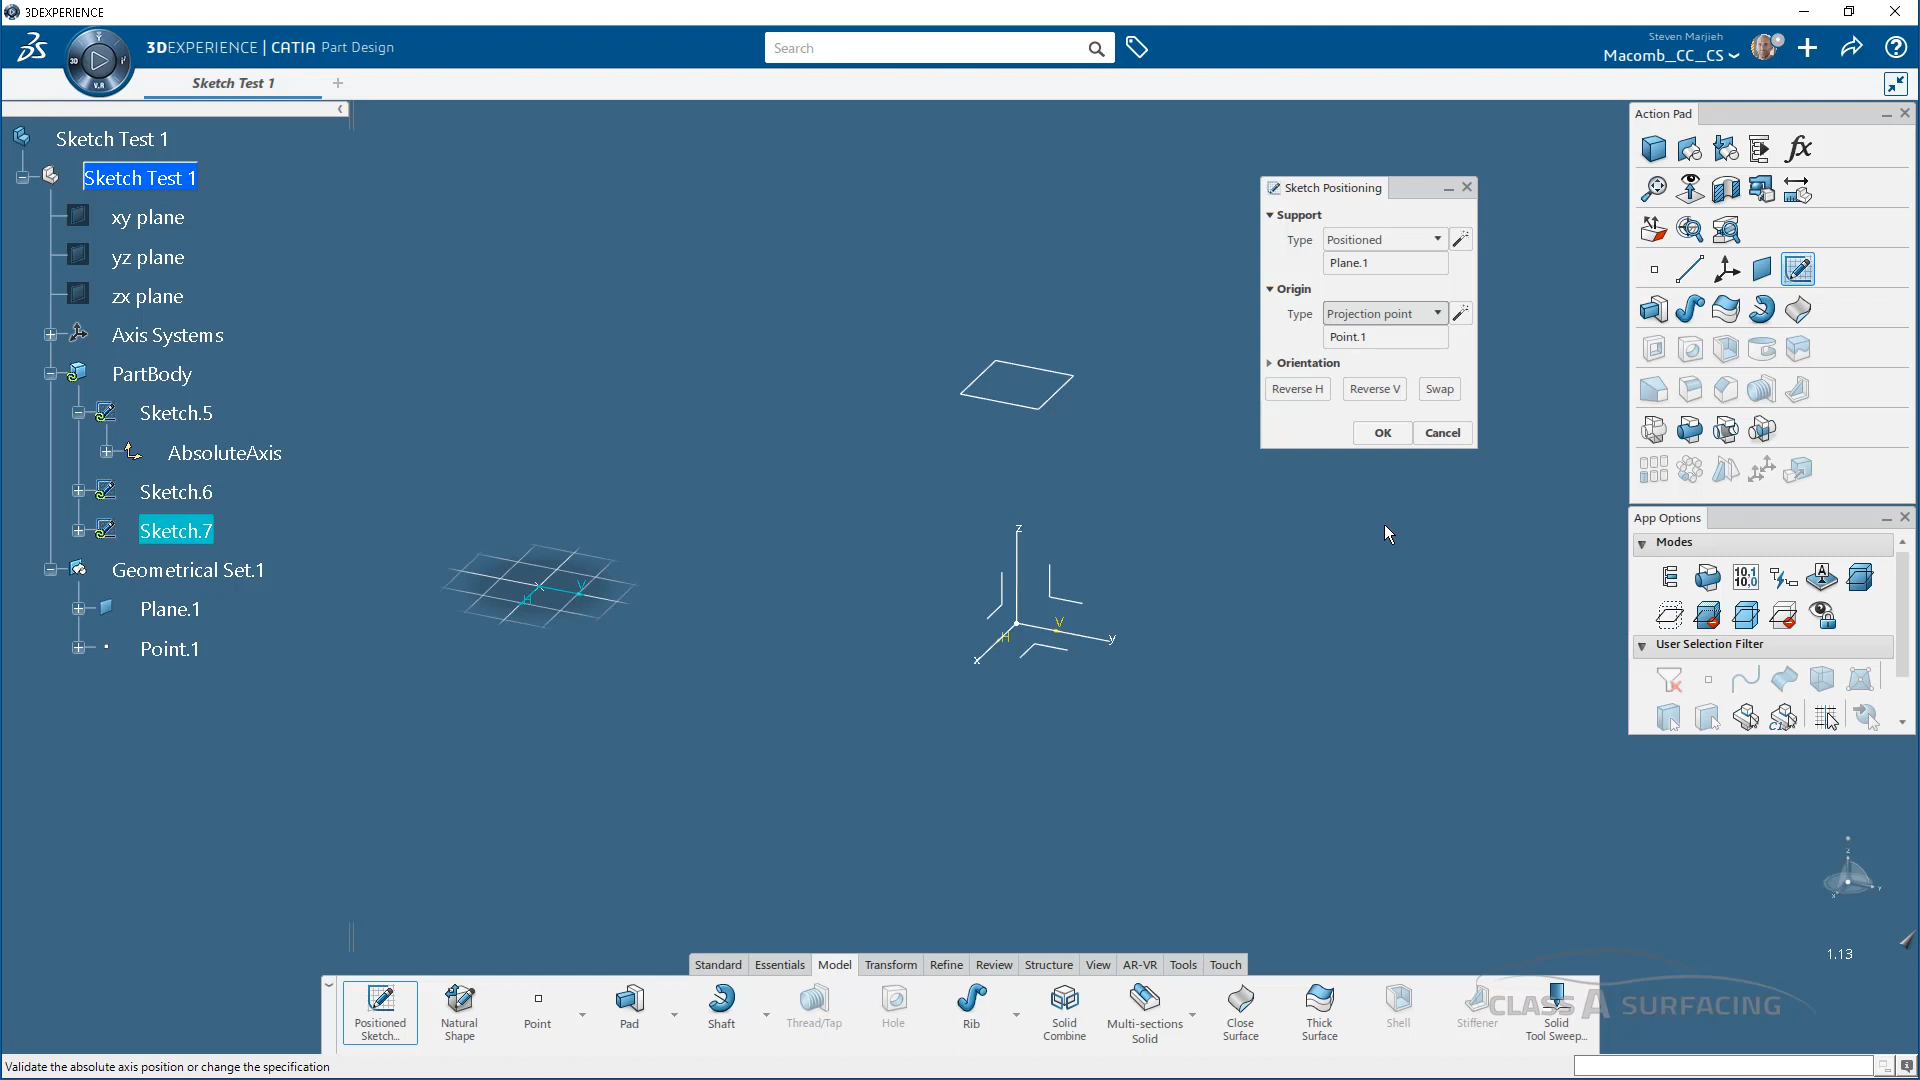 3DEXPERIENCE
3DEXPERIENCE | CATIA Part Design
3D
V.R
Search
Steven Marjieh
Macomb_CC_CS
Sketch Test 1
Sketch Test 1
Sketch Test 1
xy plane
yz plane
zx plane
Axis Systems
PartBody
Sketch.5
AbsoluteAxis
Sketch.6
Sketch.7
Geometrical Set.1
Plane.1
Point.1
V
H
z
V
H
y
x
Sketch Positioning
Support
Type Positioned
Plane.1
Origin
Type Projection point
Point.1
Orientation
Reverse H Reverse V Swap
OK Cancel
Action Pad
fx
App Options
Modes
10.1
10.0
User Selection Filter
1.13
Standard Essentials Model Transform Refine Review Structure View AR-VR Tools Touch
Positioned Sketch...
Natural Shape
Point
Pad
Shaft
Thread/Tap
Hole
Rib
Solid Combine
Multi-sections Solid
Close Surface
Thick Surface
Shell
Stiffener
Solid Tool Sweep...
CLASS A SURFACING
Validate the absolute axis position or change the specification